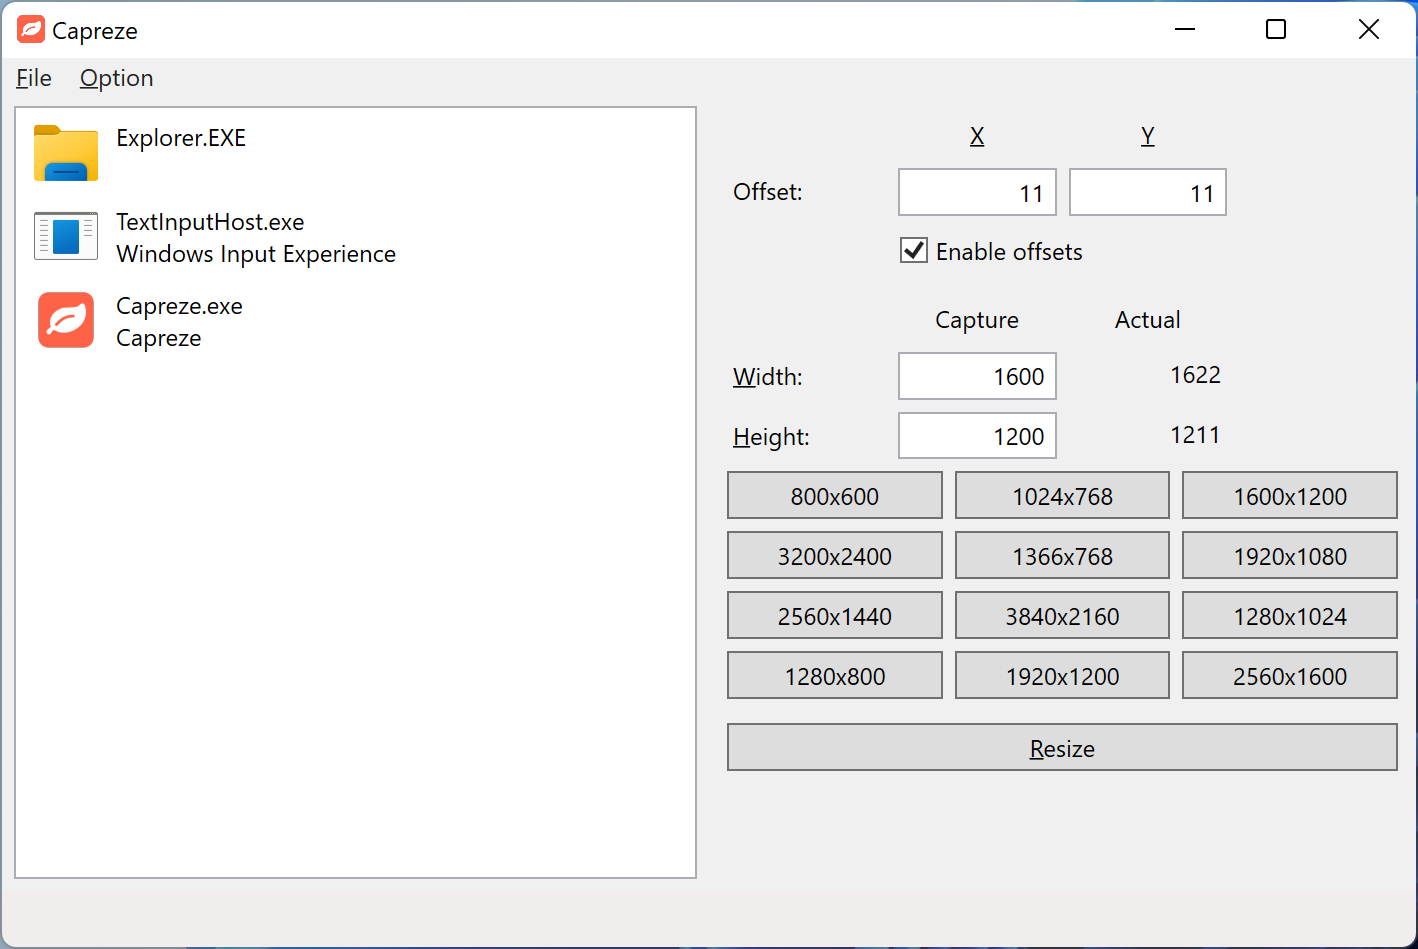 Capreze
File Option
Explorer.EXE
TextInputHost.exe
Windows Input Experience
Capreze.exe
Capreze
X Y
Offset: 11 11
Enable offsets
Capture Actual
Width: 1600 1622
Height: 1200 1211
800x600 1024x768 1600x1200
3200x2400 1366x768 1920x1080
2560x1440 3840x2160 1280x1024
1280x800 1920x1200 2560x1600
Resize